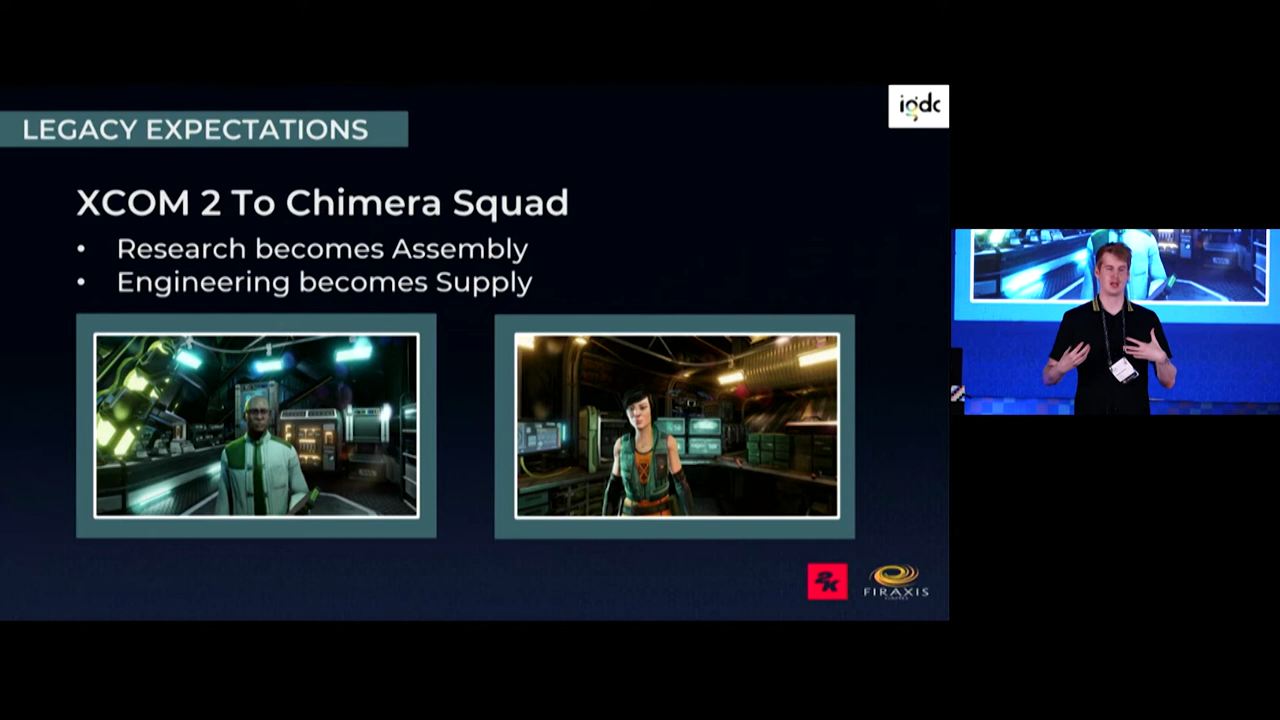 igdc
LEGACY EXPECTATIONS
XCOM 2 To Chimera Squad
• Research becomes Assembly
• Engineering becomes Supply
2K
FIRAXIS